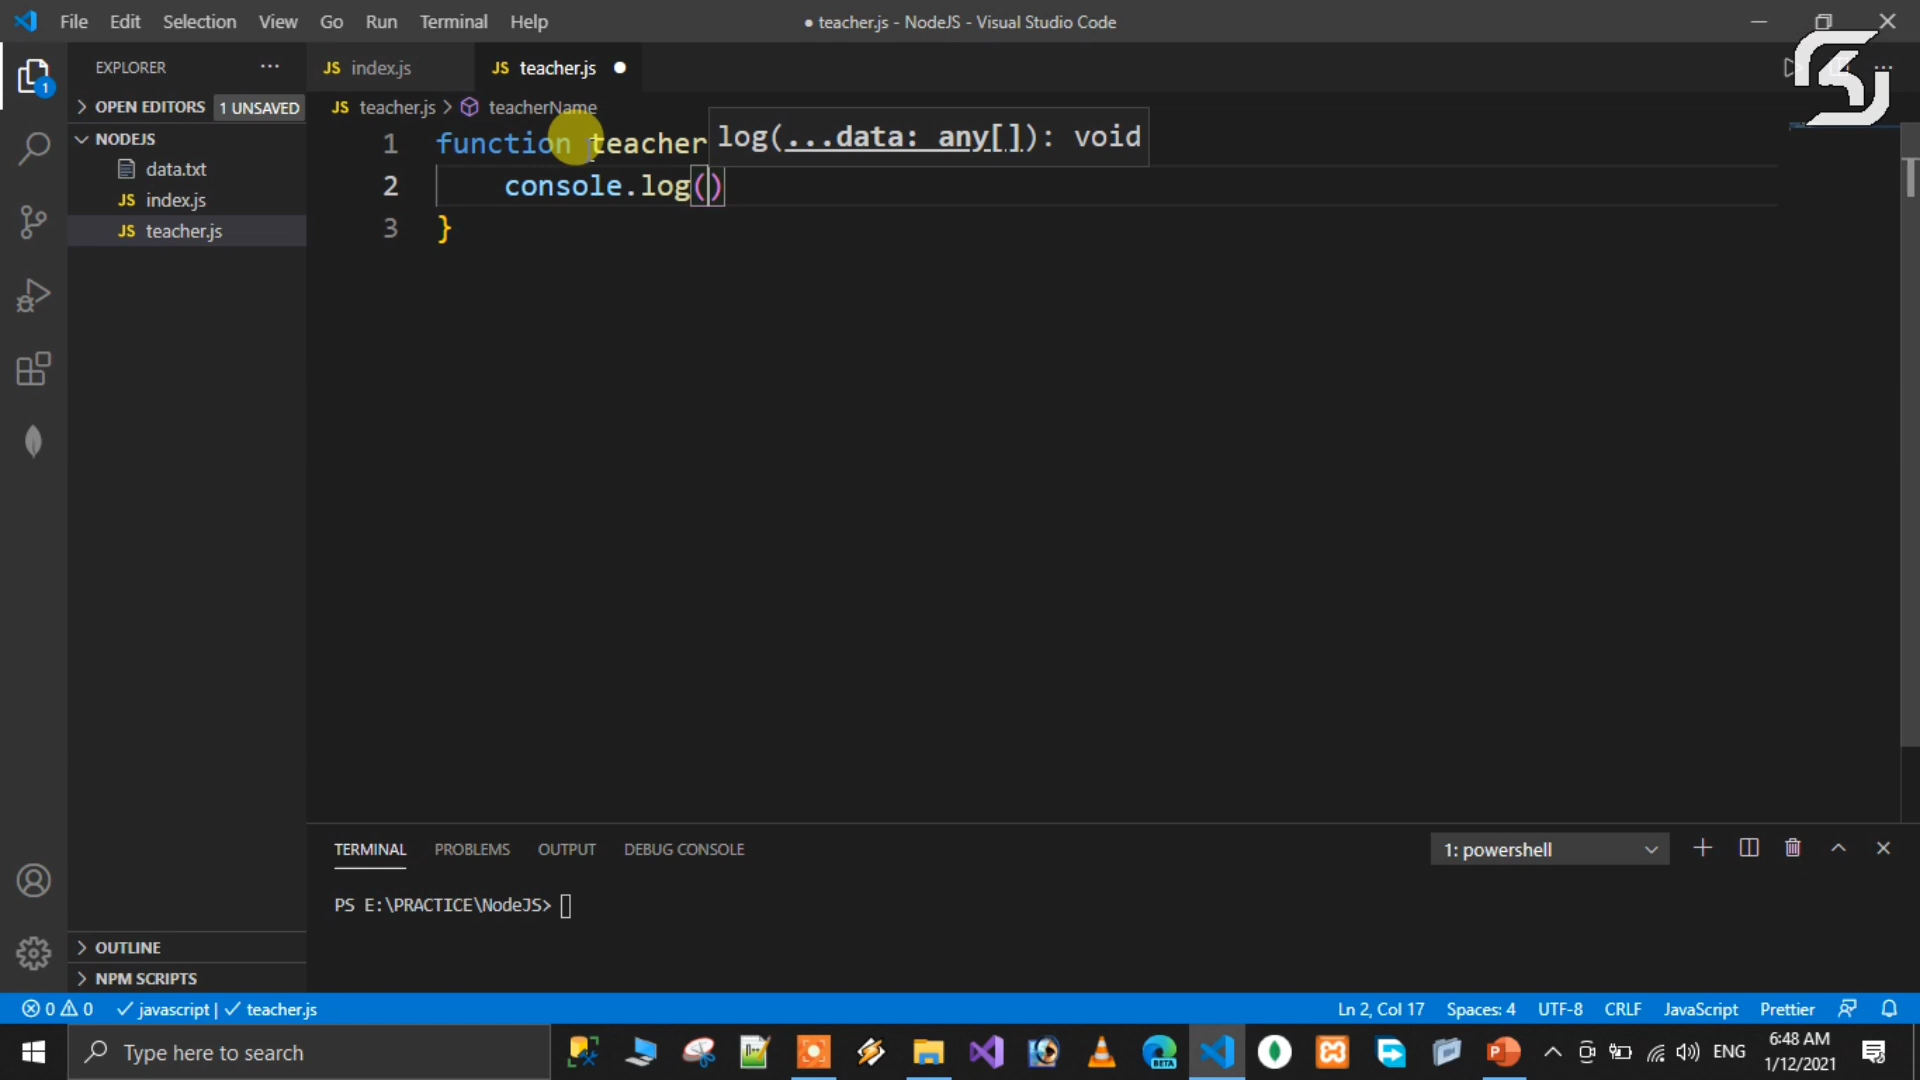 File Edit Selection View Go Run Terminal Help ● teacher.js - NodeJS - Visual Studio Code
EXPLORER ... JS index.js JS teacher.js ●
OPEN EDITORS 1 UNSAVED JS teacher.js > teacherName
NODEJS
data.txt
JS index.js
JS teacher.js
1
1 function teacher log(...data: any[]): void
2 console.log()
3 }
TERMINAL PROBLEMS OUTPUT DEBUG CONSOLE 1: powershell
PS E:\PRACTICE\NodeJS>
OUTLINE
NPM SCRIPTS
0 0 javascript | teacher.js Ln 2, Col 17 Spaces: 4 UTF-8 CRLF JavaScript Prettier
Type here to search BETA ENG 6:48 AM
1/12/2021